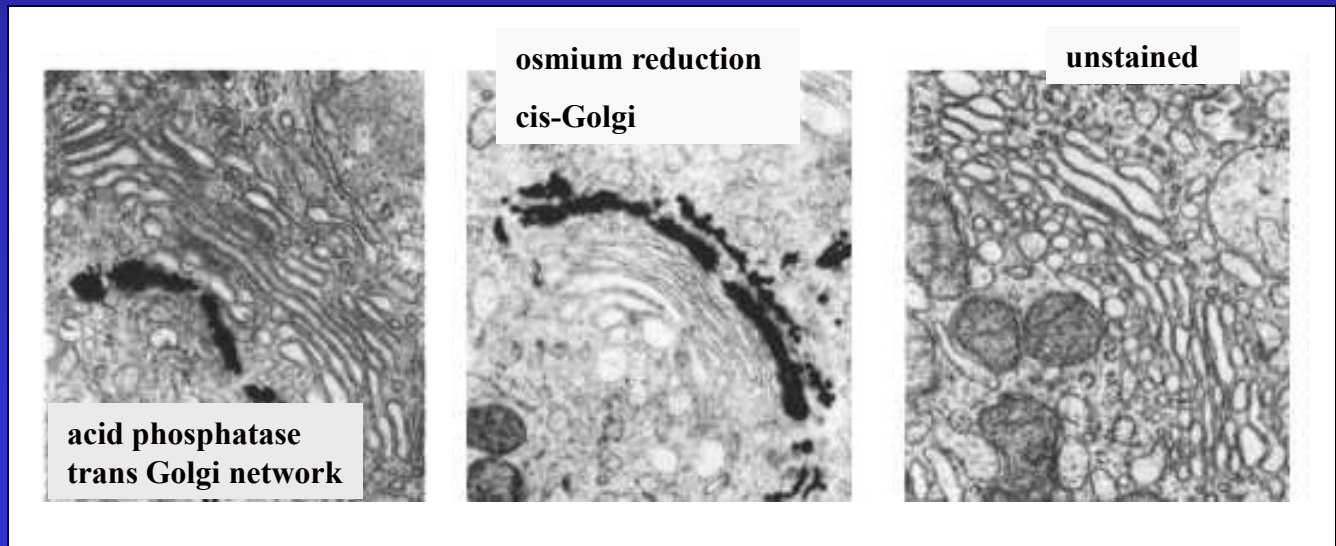 acid phosphatase
trans Golgi network
osmium reduction
cis-Golgi
unstained